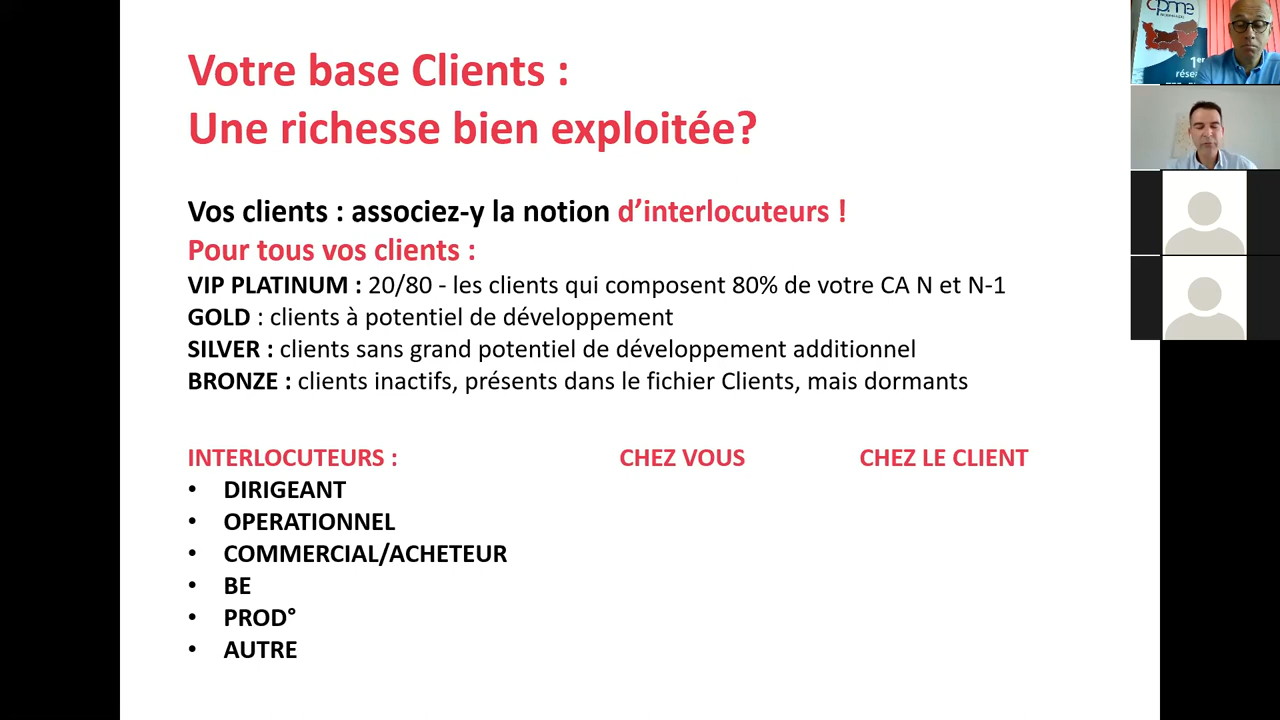 Votre base Clients :
Une richesse bien exploitée?
Vos clients : associez-y la notion d’interlocuteurs !
Pour tous vos clients :
VIP PLATINUM : 20/80 - les clients qui composent 80% de votre CA N et N-1
GOLD : clients à potentiel de développement
SILVER : clients sans grand potentiel de développement additionnel
BRONZE : clients inactifs, présents dans le fichier Clients, mais dormants
INTERLOCUTEURS : CHEZ VOUS CHEZ LE CLIENT
• DIRIGEANT
• OPERATIONNEL
• COMMERCIAL/ACHETEUR
• BE
• PROD°
• AUTRE
cpme
1er